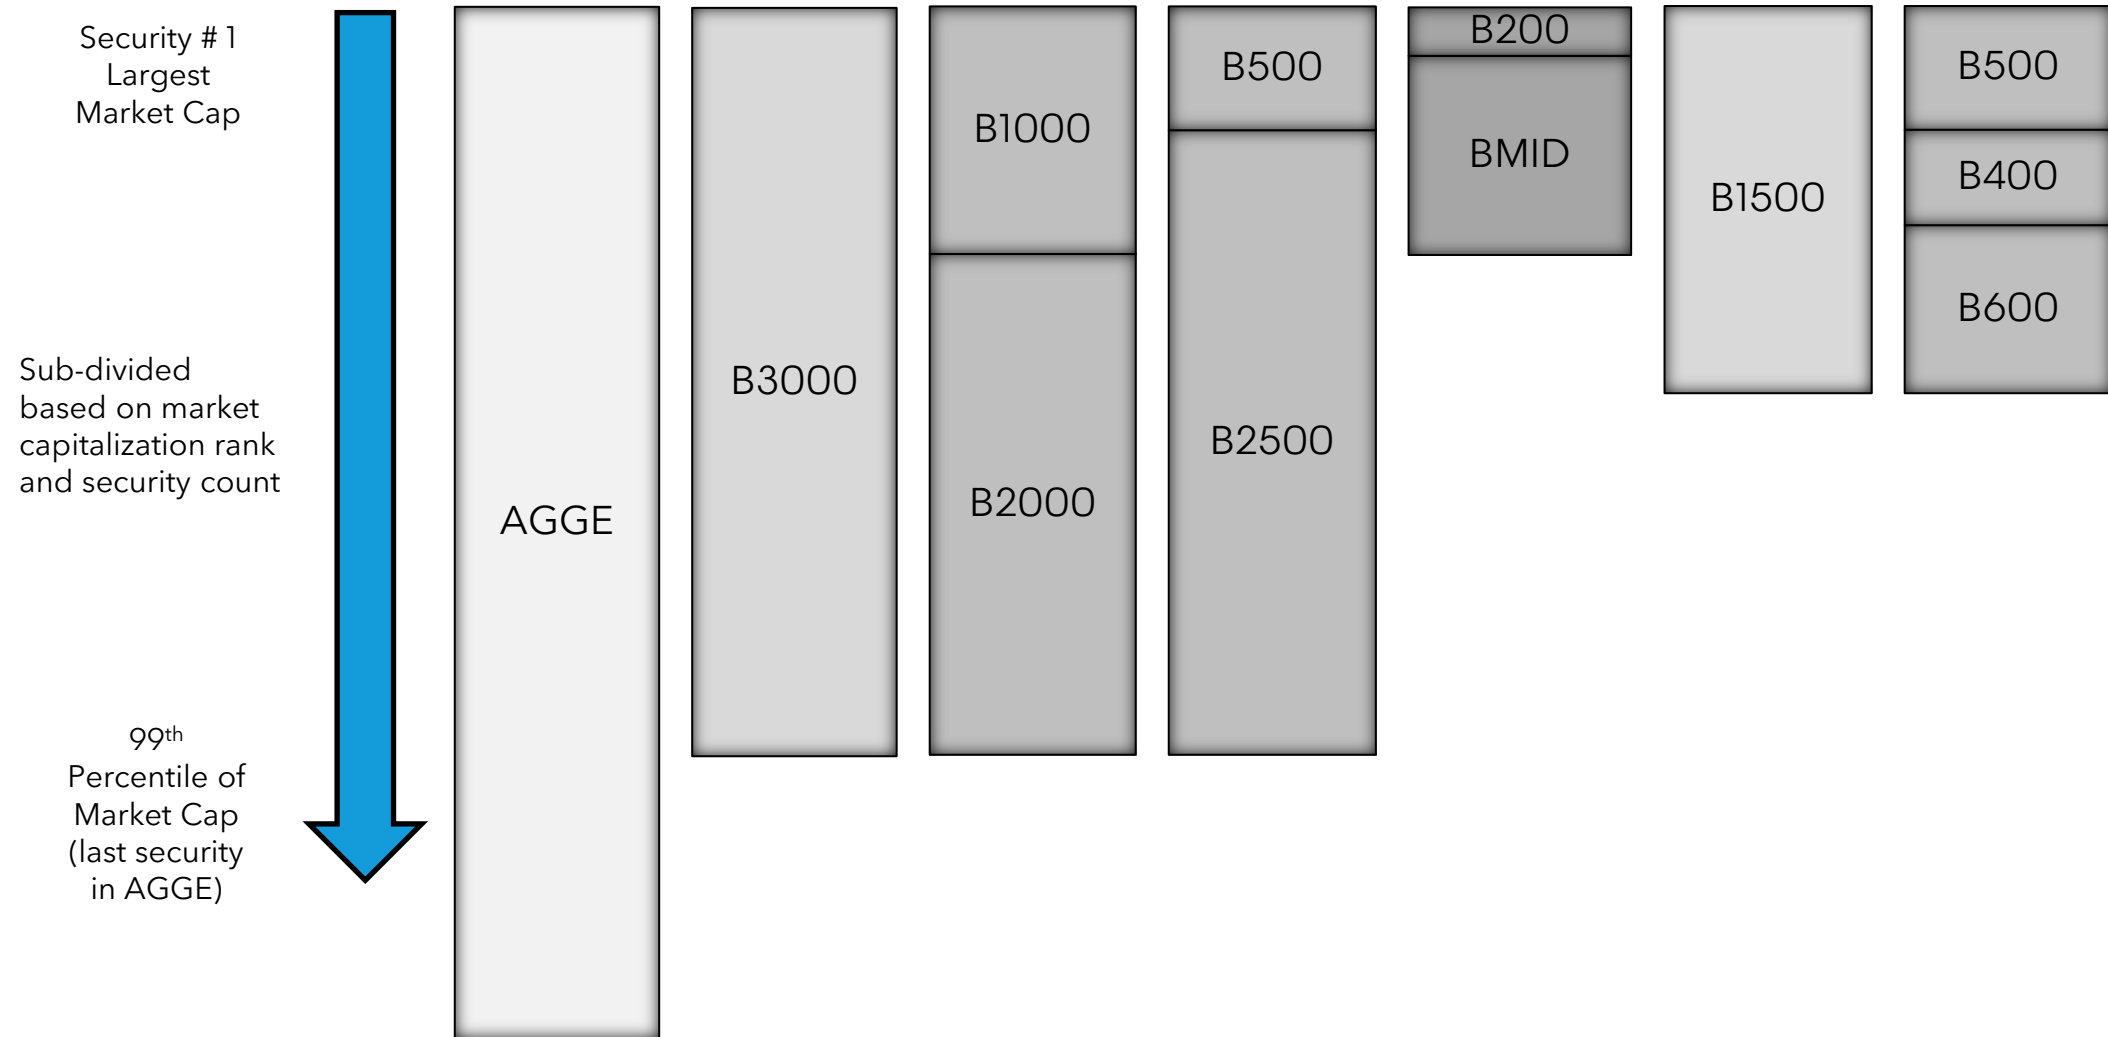 Security # 1
Largest
Market Cap
Sub-divided
based on market
capitalization rank
and security count
99th
Percentile of
Market Cap
(last security
in AGGE)
AGGE
B3000
B1000
B2000
B500
B2500
B200
BMID
B1500
B500
B400
B600